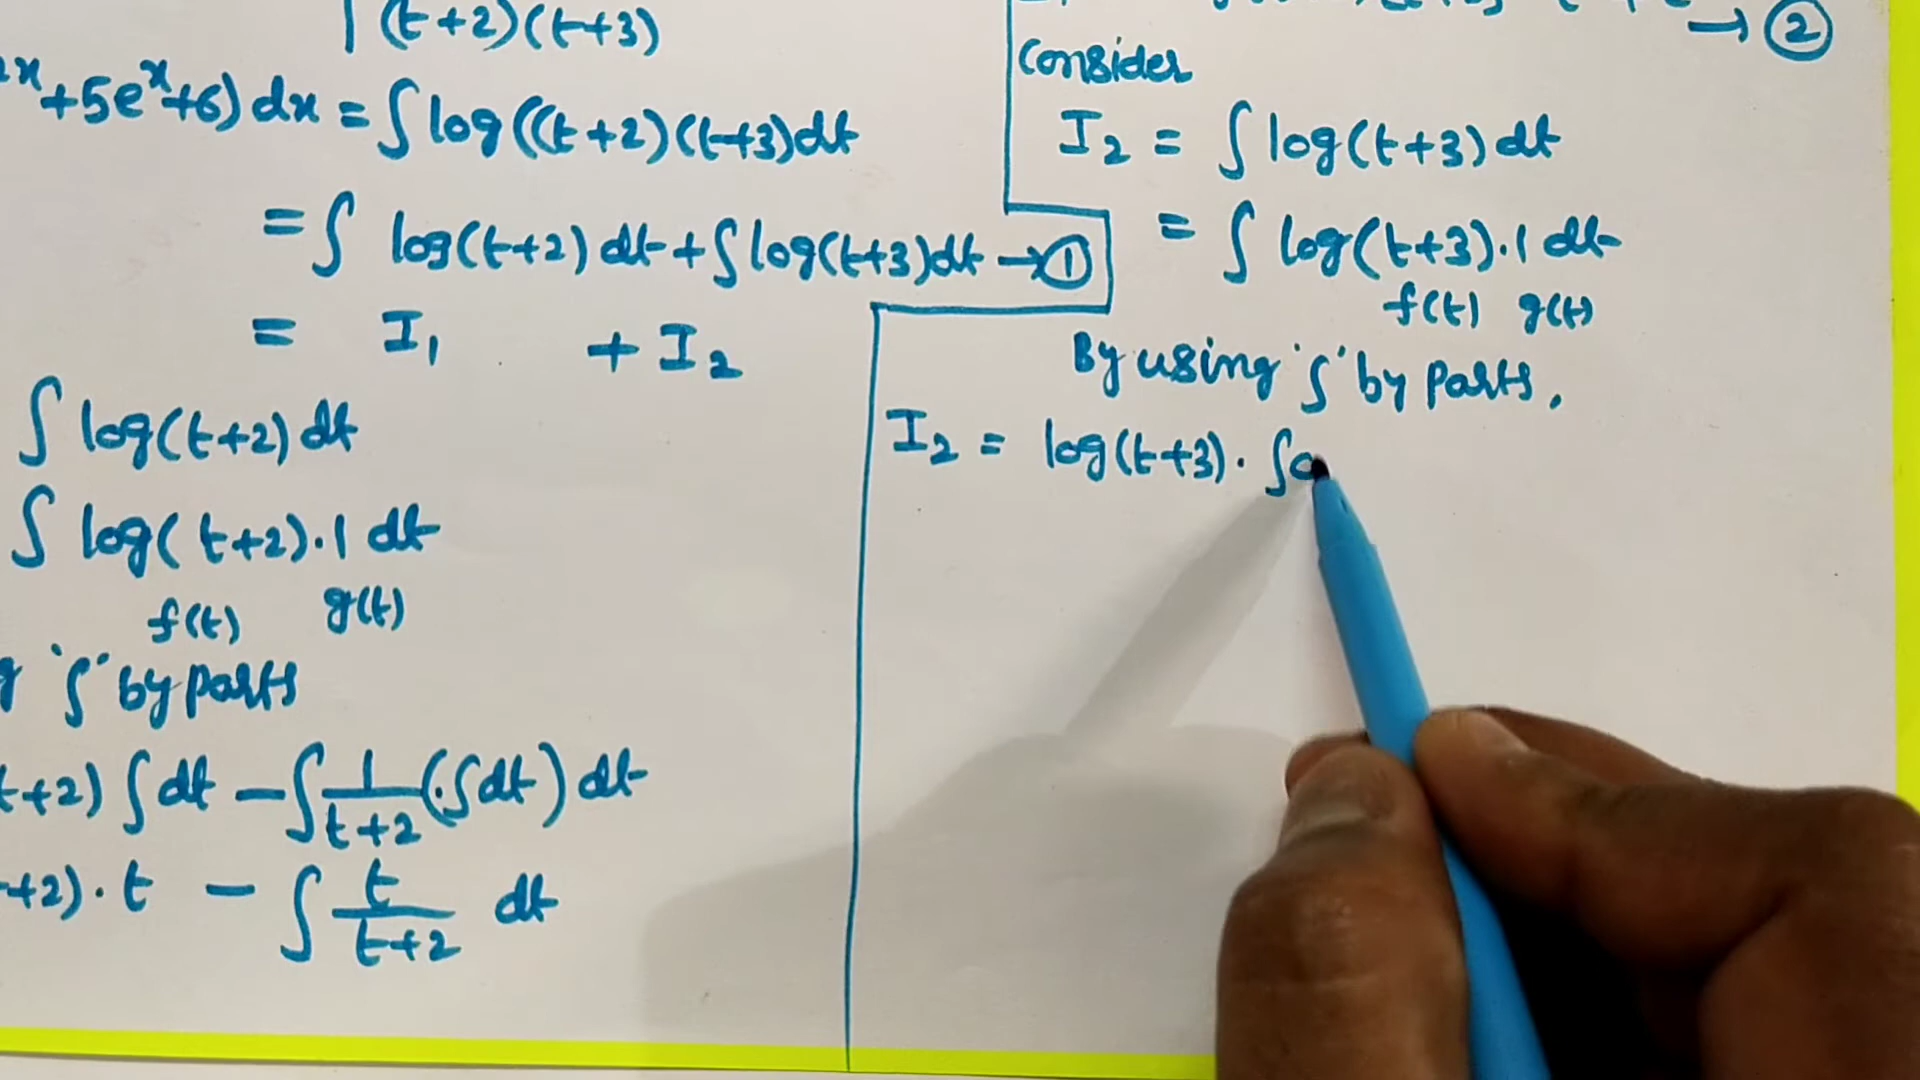 (t+2)(t+3)
+5eˣ+6) dx = ∫ log((t+2)(t+3)dt
= ∫ log(t+2) dt + ∫ log(t+3)dt → ①
= I₁ + I₂
∫ log(t+2) dt
∫ log(t+2).1 dt
f(t) g(t)
'∫' by parts
t+2) ∫ dt − ∫ 1/(t+2) (.∫dt) dt
+2). t − ∫ t/(t+2) dt
→ ②
Consider
I₂ = ∫ log(t+3) dt
= ∫ log(t+3).1 dt
f(t) g(t)
By using '∫' by parts,
I₂ = log(t+3). ∫